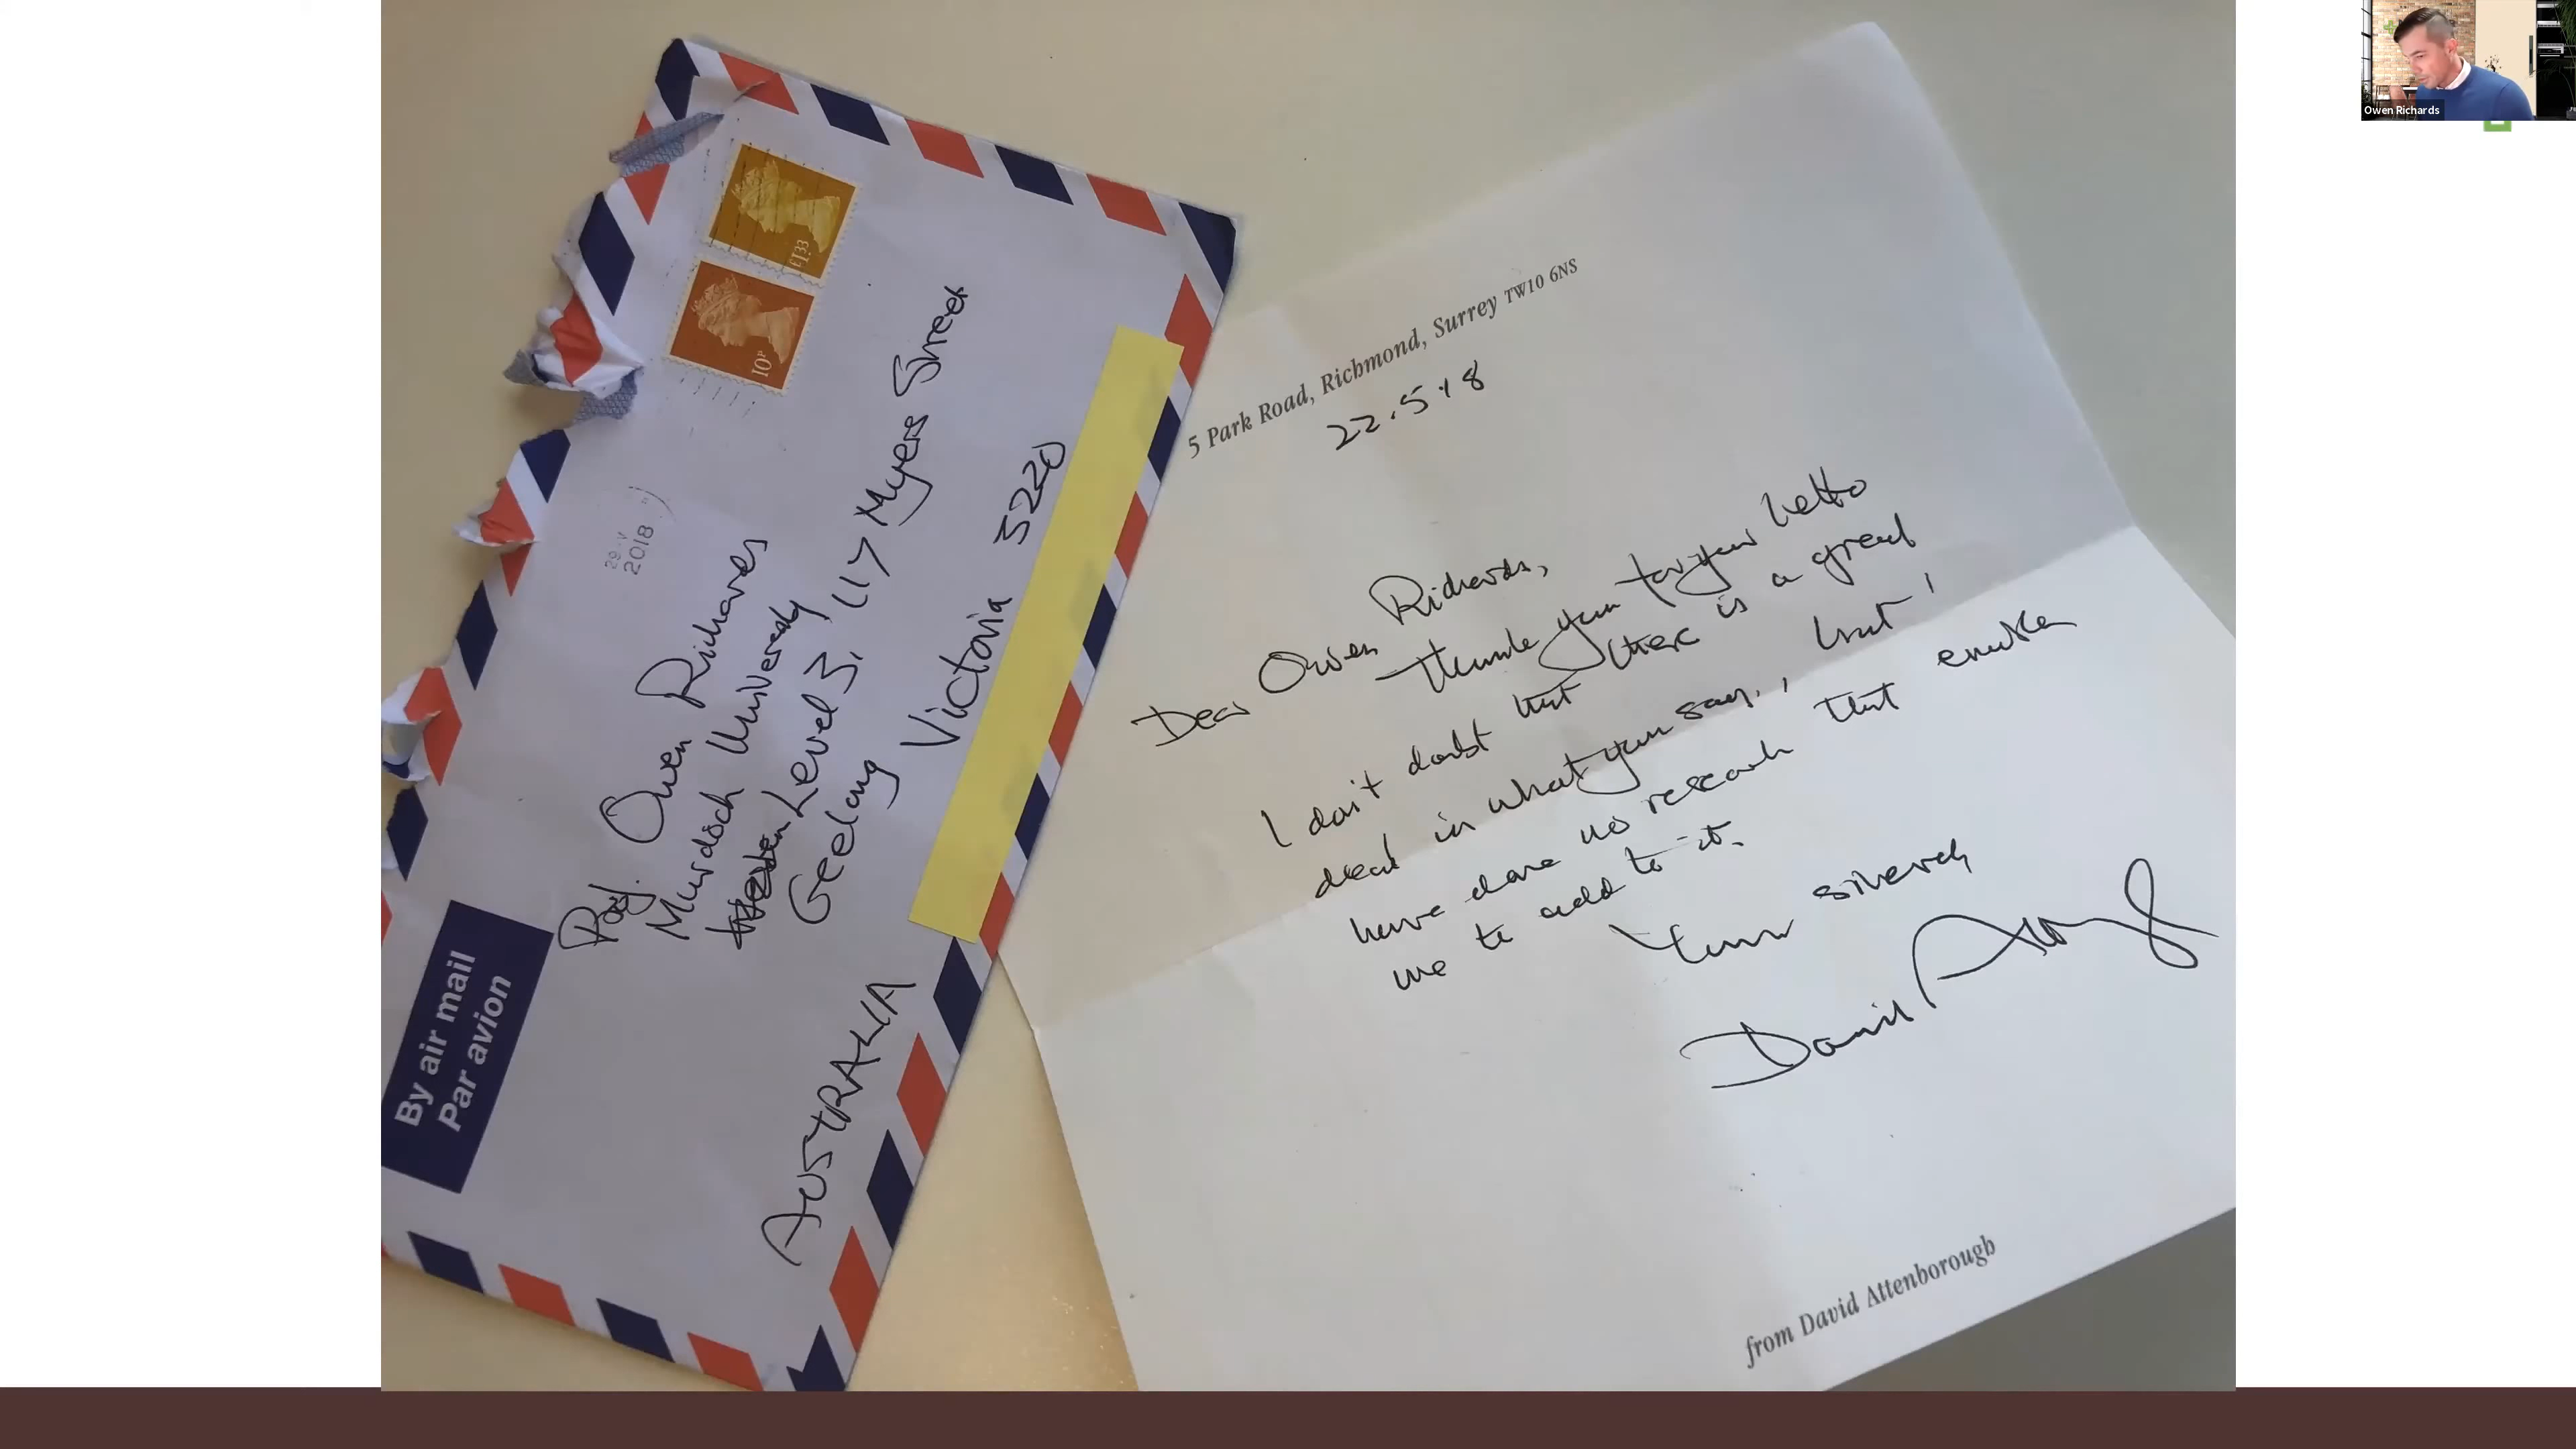 Owen Richards
£1.33
10P
29·V
2018
Owen Richards
Murdoch University
Level 3, 117 Myers Street
Geelong Victoria 3220
AUSTRALIA
By air mail
Par avion
5 Park Road, Richmond, Surrey TW10 6NS
22.5.18
Dear Owen Richards,
Thank you for your letter
I don't doubt that there is a great
deal in what you say, but I
have done no research that enables
me to add to it.
Yours sincerely
David Attenborough
from David Attenborough